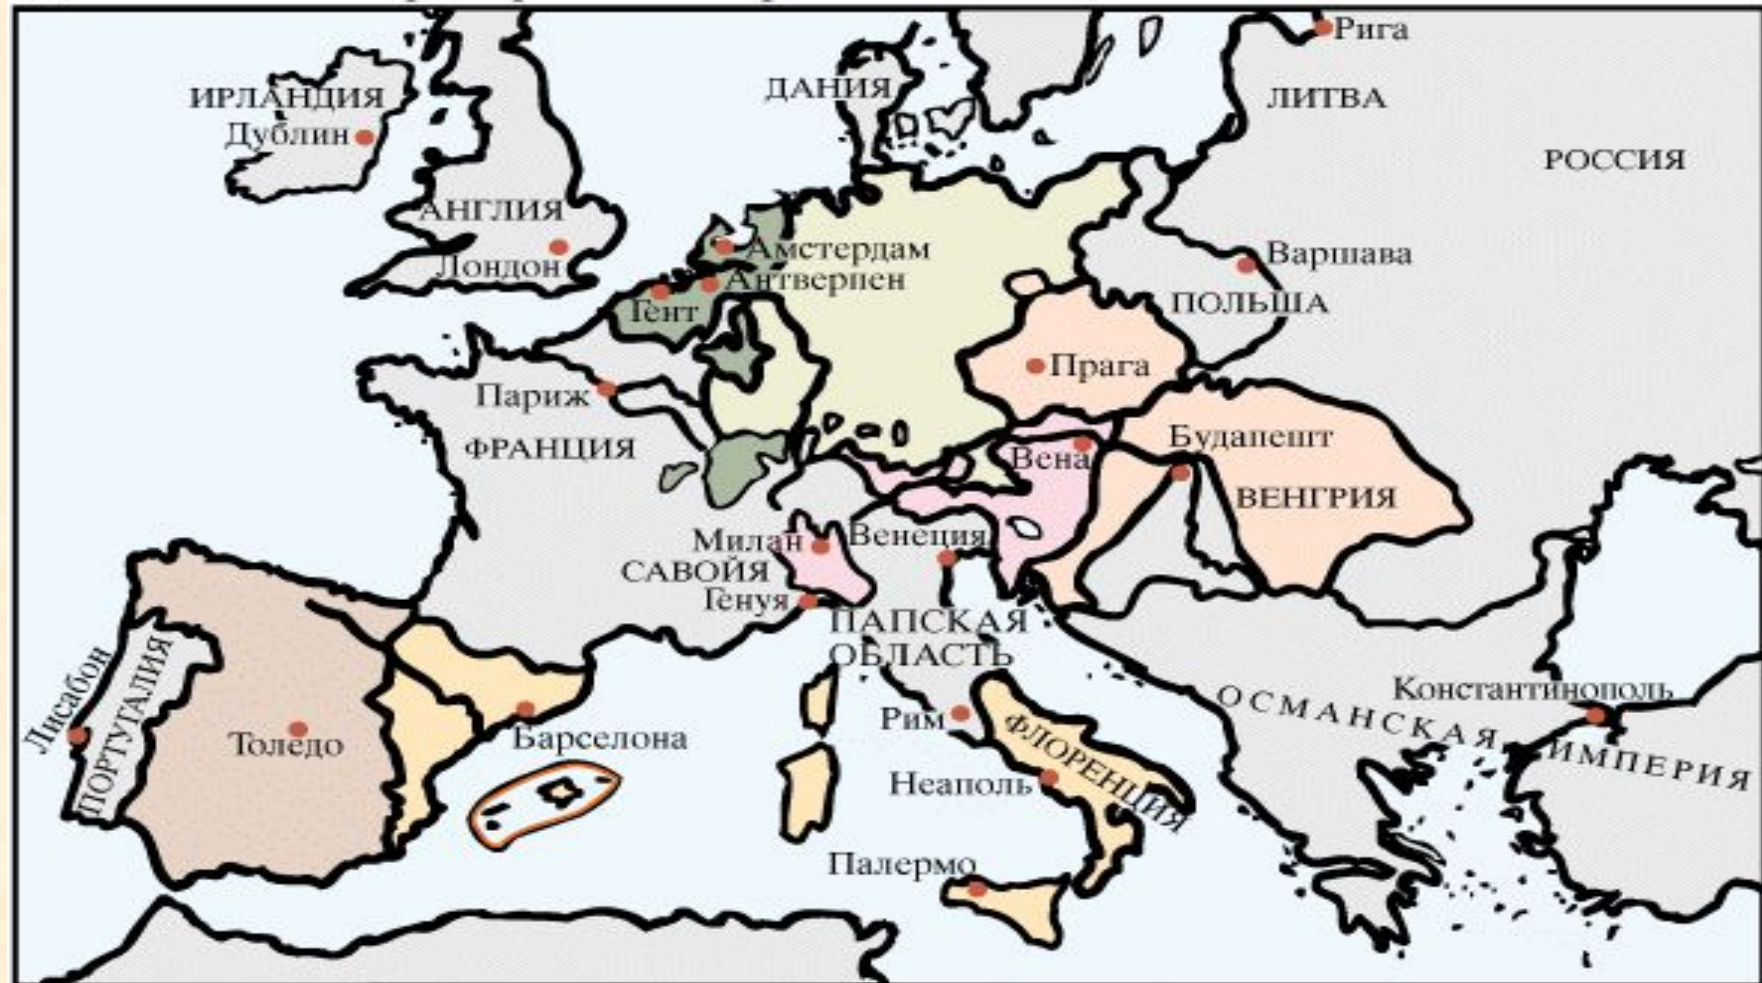 Рига
ИРЛАНДИЯ
ДАНИЯ
ЛИТВА
Дублин
РОССИЯ
АНГЛИЯ
Амстердам
Варшава
Лондон
Антверпен
Гент
ПОЛЬША
Прага
Париж
ФРАНЦИЯ
Будапешт
Вена
ВЕНГРИЯ
Милан
Венеция
САВОЙЯ
Генуя
ПАПСКАЯ
ОБЛАСТЬ
Лисабон
ПОРТУГАЛИЯ
Константинополь
ОСМАНСКАЯ ИМПЕРИЯ
Рим
ФЛОРЕНЦИЯ
Толедо
Барселона
Неаполь
Палермо